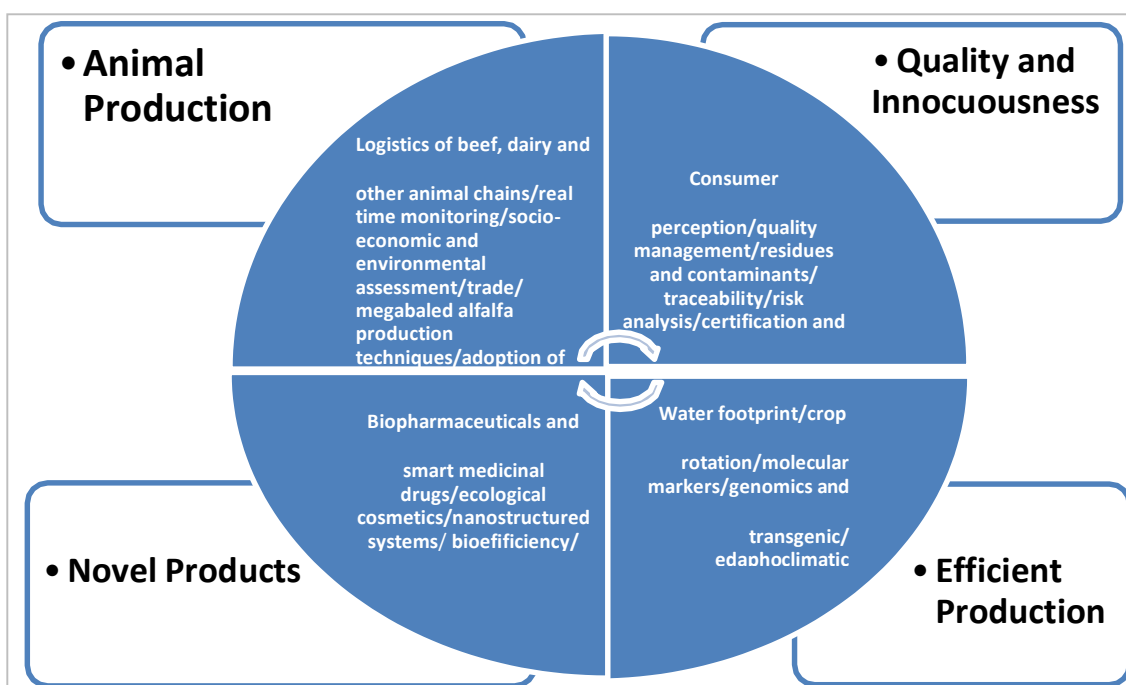 • Animal
Production
Logistics of beef, dairy and
other animal chains/real
time monitoring/socio-
economic and
environmental
assessment/trade/
megabaled alfalfa
production
techniques/adoption of
• Quality and
Innocuousness
Consumer
perception/quality
management/residues
and contaminants/
traceability/risk
analysis/certification and
• Novel Products
Biopharmaceuticals and
smart medicinal
drugs/ecological
cosmetics/nanostructured
systems/ bioefificiency/
Water footprint/crop
rotation/molecular
markers/genomics and
transgenic/
edaphoclimatic
• Efficient
Production